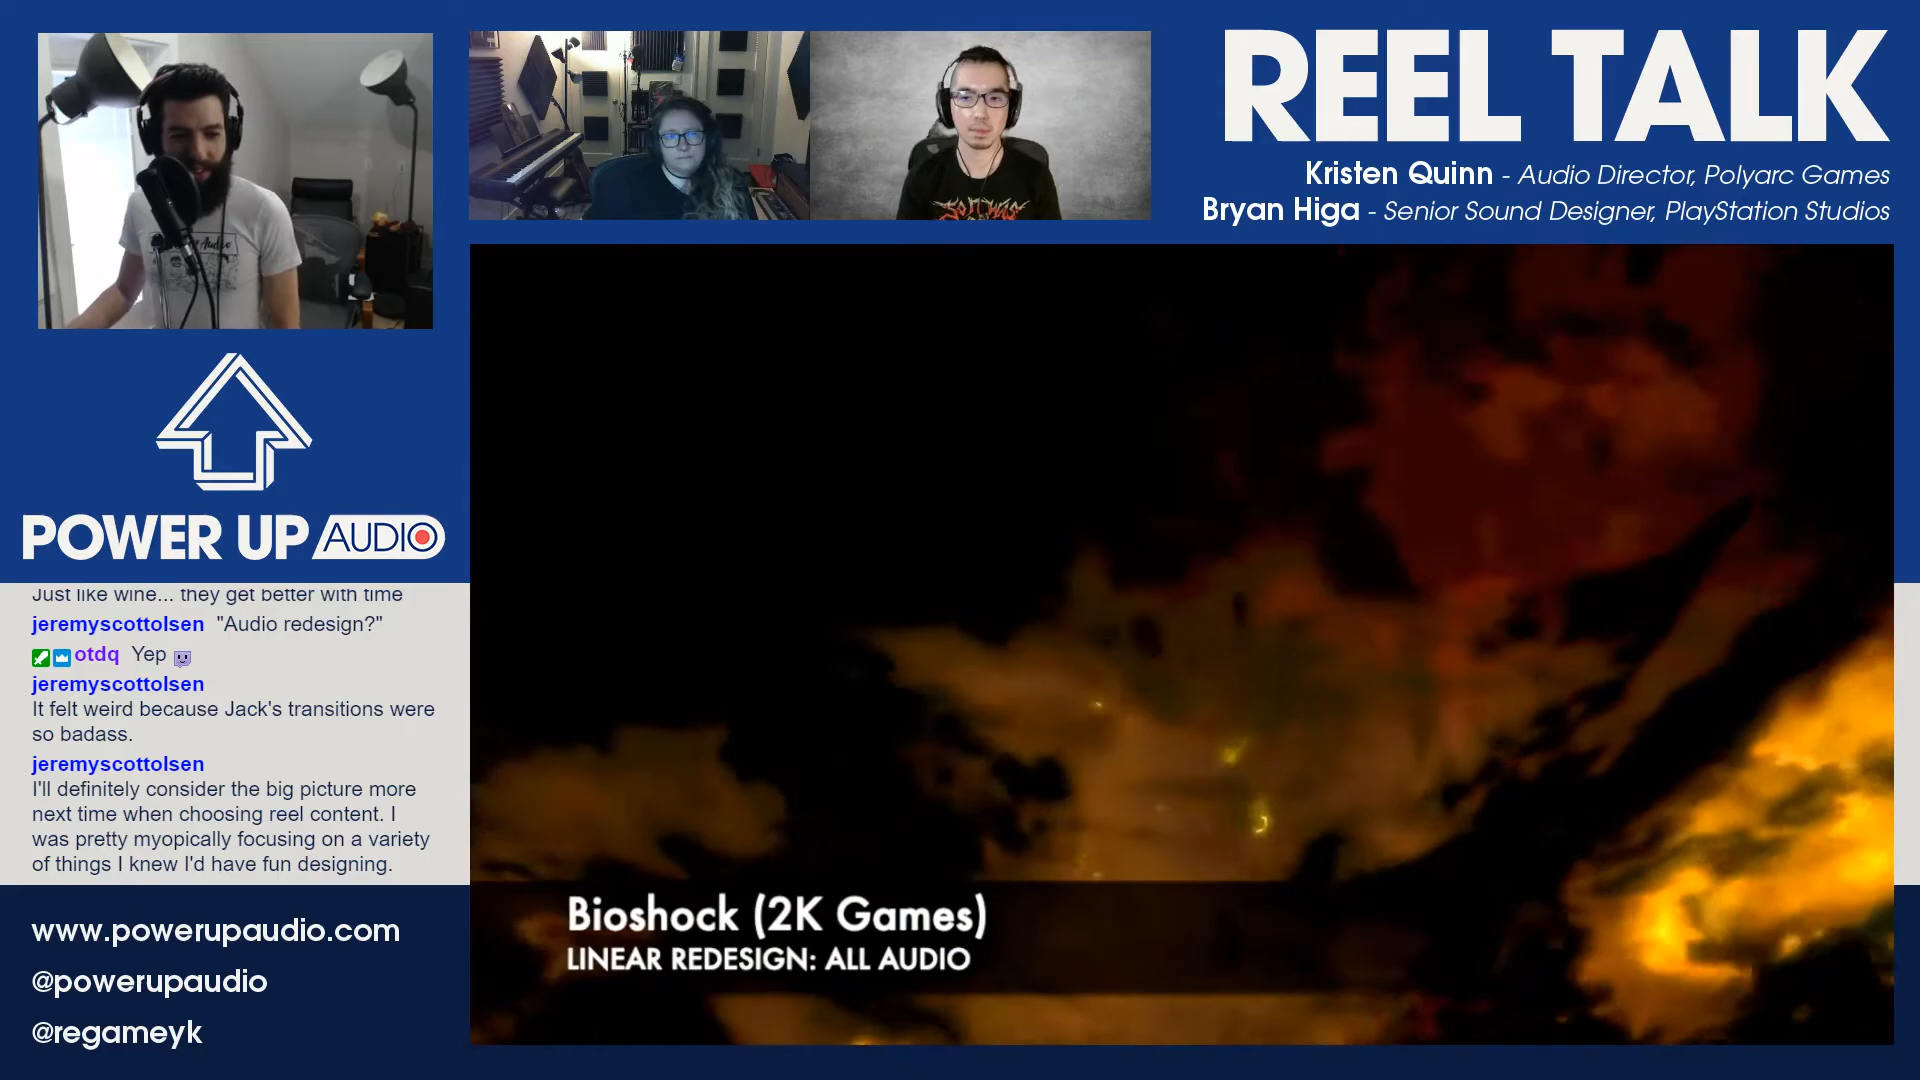 REEL TALK
Kristen Quinn - Audio Director, Polyarc Games
Bryan Higa - Senior Sound Designer, PlayStation Studios
POWER UP AUDIO
Just like wine... they get better with time
jeremyscottolsen "Audio redesign?"
otdq Yep
jeremyscottolsen
It felt weird because Jack's transitions were
so badass.
jeremyscottolsen
I'll definitely consider the big picture more
next time when choosing reel content. I
was pretty myopically focusing on a variety
of things I knew I'd have fun designing.
www.powerupaudio.com
@powerupaudio
@regameyk
Bioshock (2K Games)
LINEAR REDESIGN: ALL AUDIO